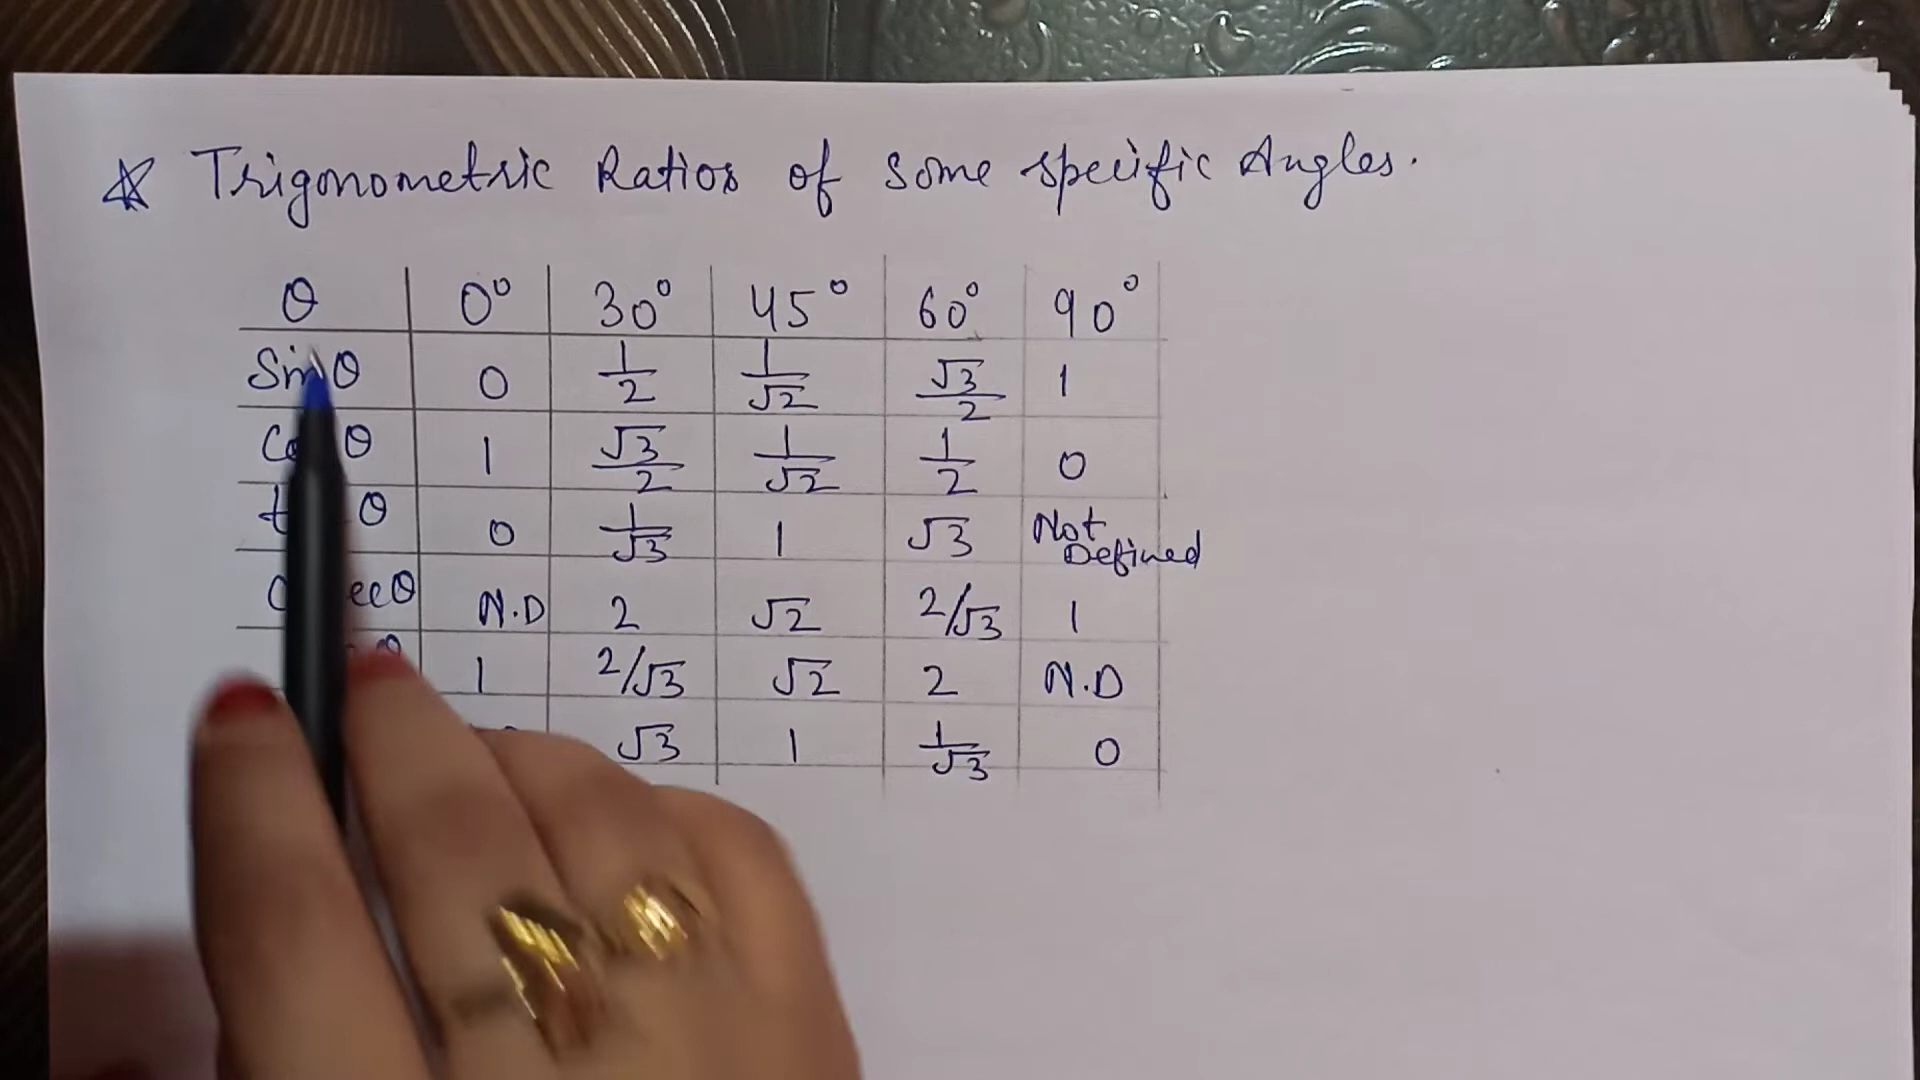 ☆ Trigonometric Ratios of Some Specific Angles.
θ 0° 30° 45° 60° 90°
Sinθ 0 1/2 1/√2 √3/2 1
θ 1 √3/2 1/√2 1/2 0
θ 0 1/√3 1 √3 Not Defined
N.D 2 √2 2/√3 1
1 2/√3 √2 2 N.D
√3 1 1/√3 0